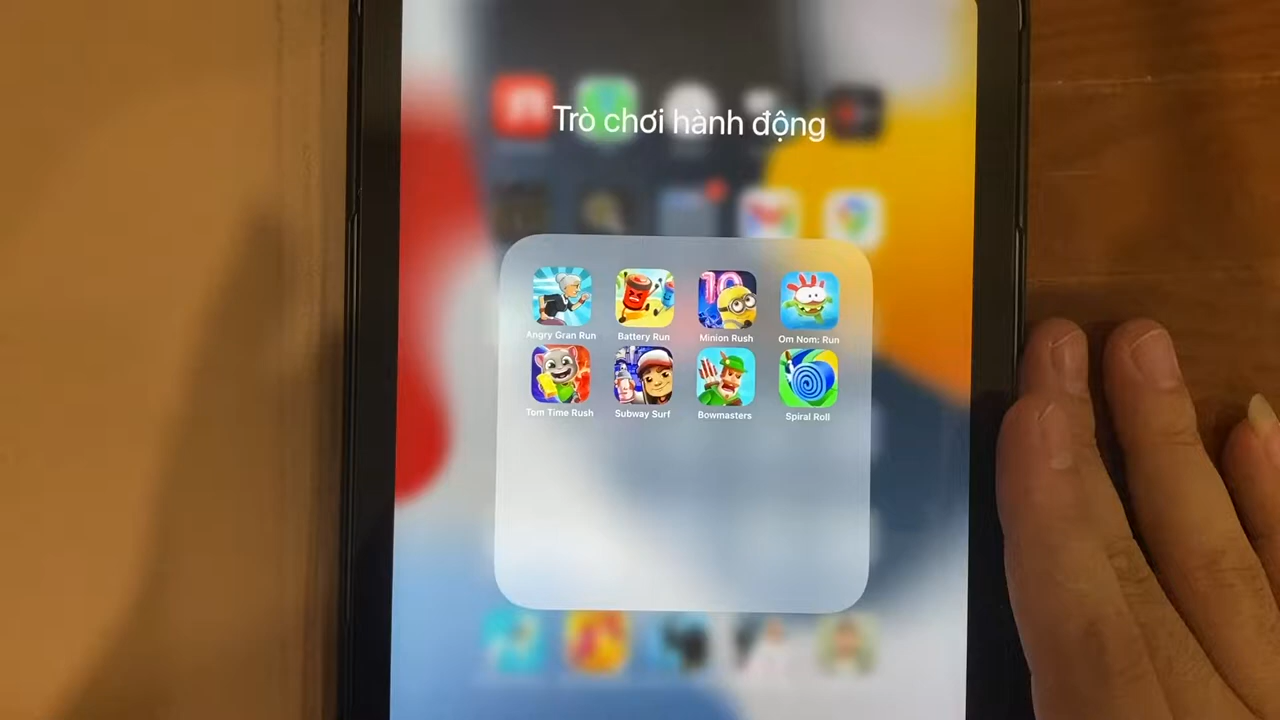 Trò chơi hành động
Angry Gran Run
Battery Run
Minion Rush
Om Nom: Run
Tom Time Rush
Subway Surf
Bowmasters
Spiral Roll
10